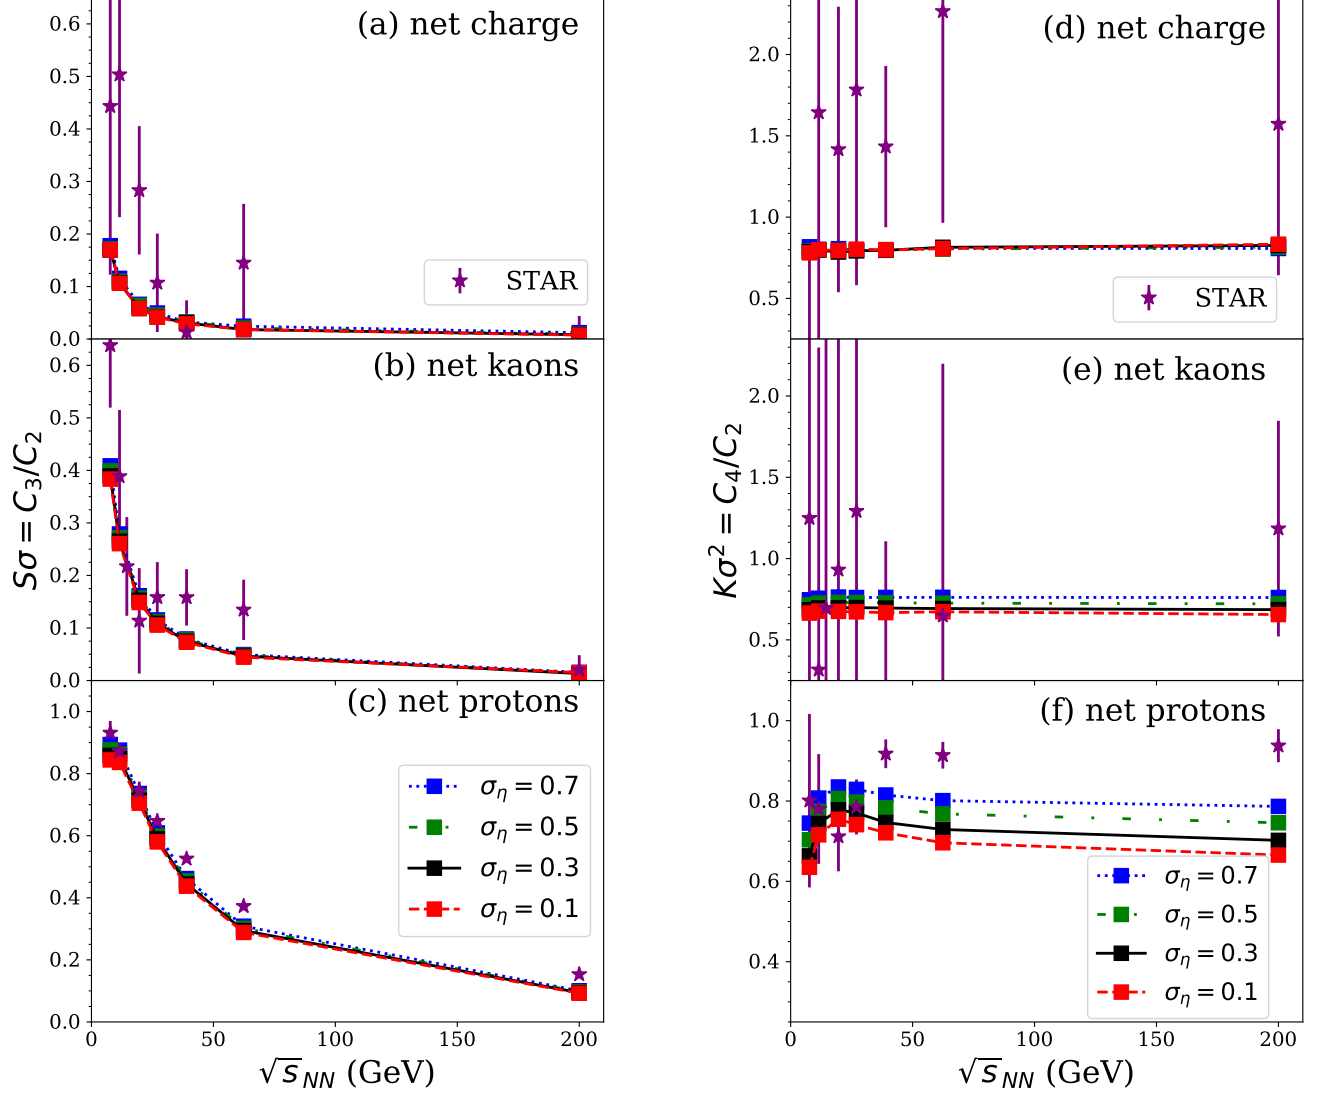 (a) net charge
0.6
0.5
0.4
0.3
0.2
0.1
0.0
STAR
(b) net kaons
0.6
0.5
0.4
0.3
0.2
0.1
0.0
Sσ = C₃/C₂
(c) net protons
1.0
0.8
0.6
0.4
0.2
0.0
σ_η = 0.7
σ_η = 0.5
σ_η = 0.3
σ_η = 0.1
0 50 100 150 200
√s_NN (GeV)
(d) net charge
2.0
1.5
1.0
0.5
STAR
(e) net kaons
2.0
1.5
1.0
0.5
Kσ² = C₄/C₂
(f) net protons
1.0
0.8
0.6
0.4
σ_η = 0.7
σ_η = 0.5
σ_η = 0.3
σ_η = 0.1
0 50 100 150 200
√s_NN (GeV)